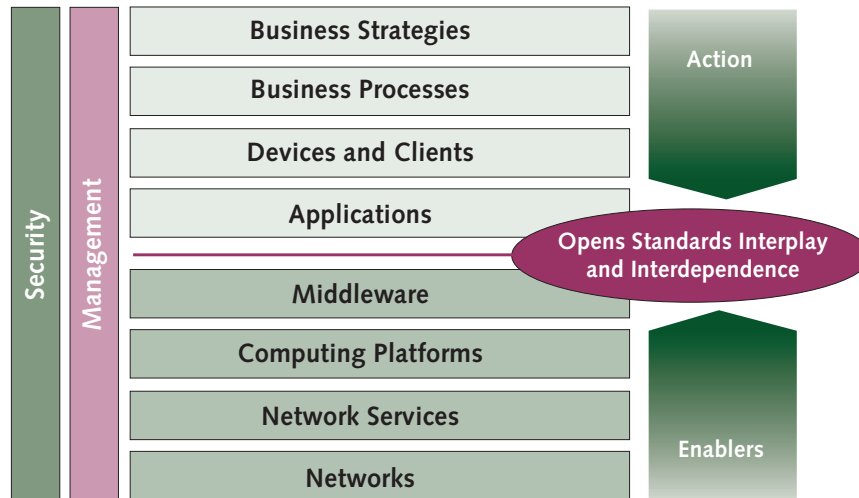 Security
Management
Business Strategies
Business Processes
Devices and Clients
Applications
Middleware
Computing Platforms
Network Services
Networks
Action
Opens Standards Interplay
and Interdependence
Enablers